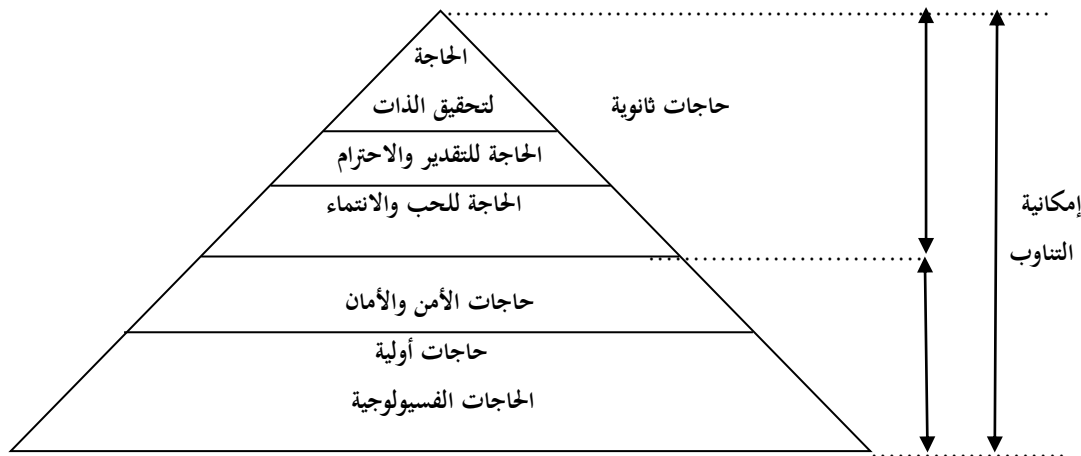 الحاجة
لتحقيق الذات
حاجات ثانوية
الحاجة للتقدير والاحترام
الحاجة للحب والانتماء
إمكانية
التناوب
حاجات الأمن والأمان
حاجات أولية
الحاجات الفسيولوجية